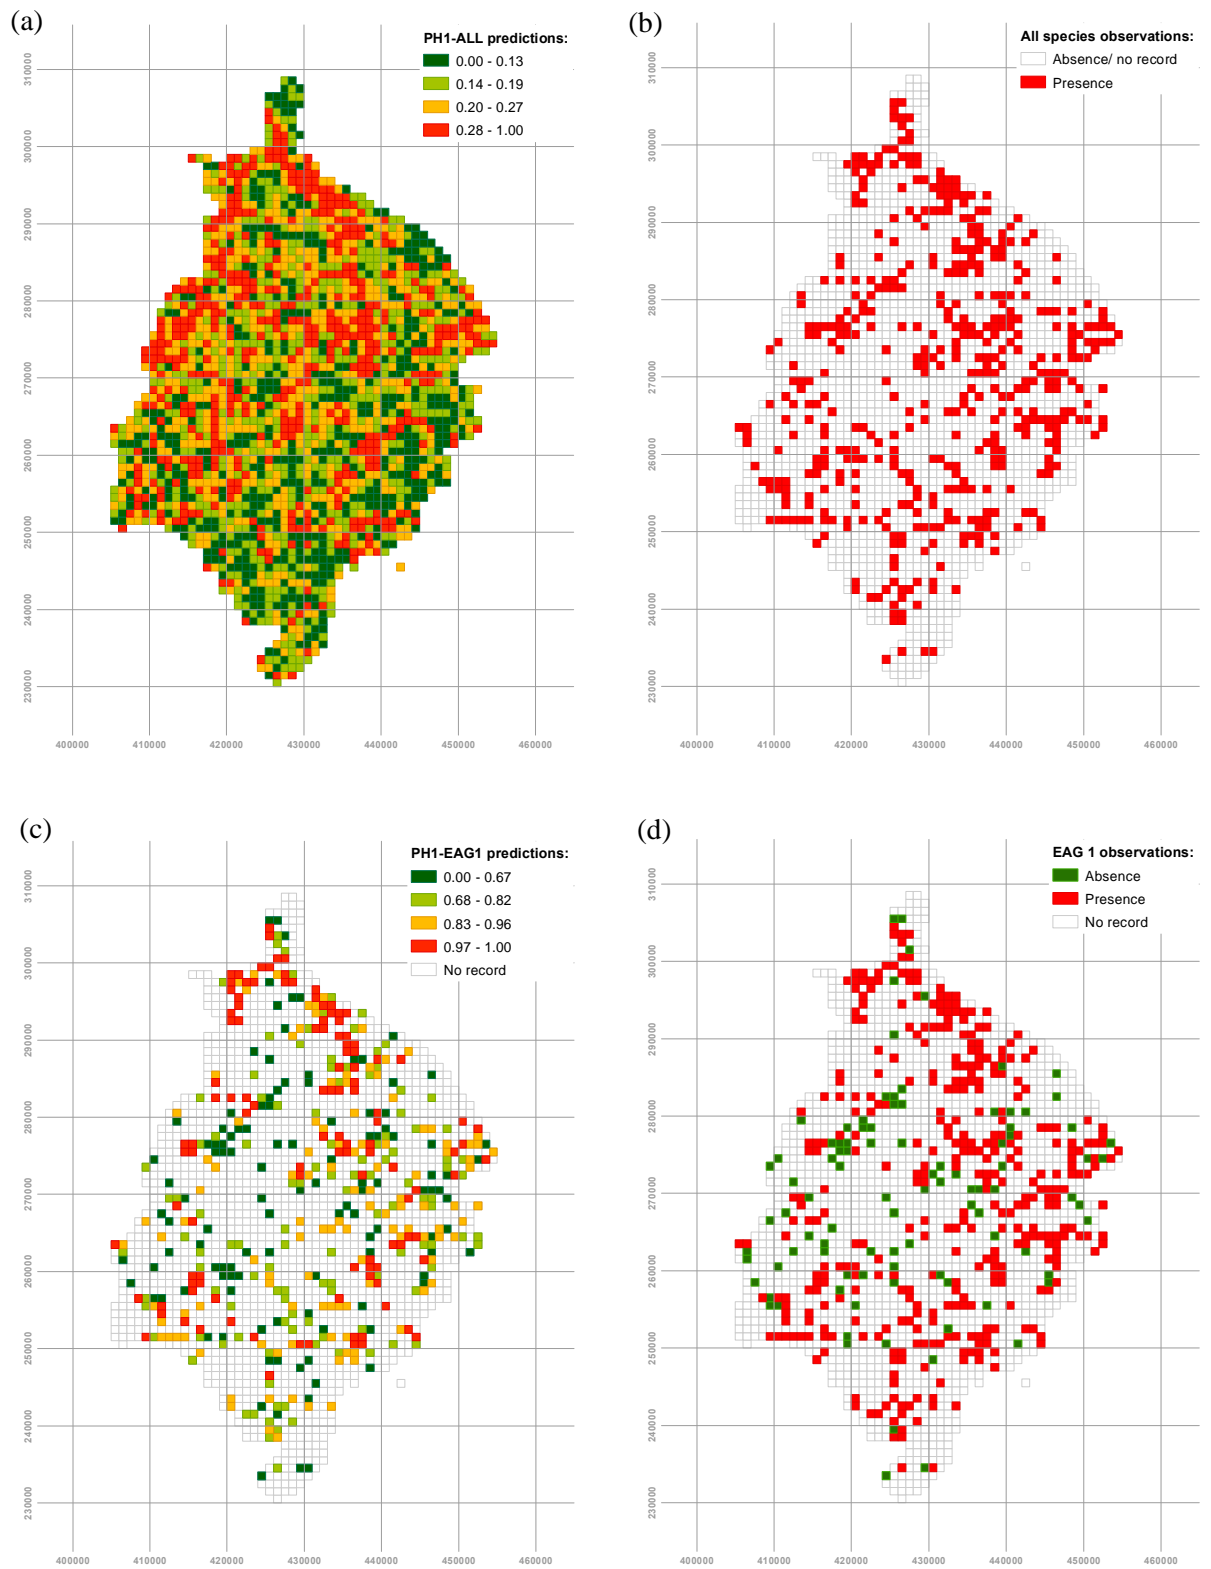 (a)
PH1-ALL predictions:
0.00 - 0.13
0.14 - 0.19
0.20 - 0.27
0.28 - 1.00
310000
300000
290000
280000
270000
260000
250000
240000
230000
400000 410000 420000 430000 440000 450000 460000
(b)
All species observations:
Absence/ no record
Presence
310000
300000
290000
280000
270000
260000
250000
240000
230000
400000 410000 420000 430000 440000 450000 460000
(c)
PH1-EAG1 predictions:
0.00 - 0.67
0.68 - 0.82
0.83 - 0.96
0.97 - 1.00
No record
310000
300000
290000
280000
270000
260000
250000
240000
230000
400000 410000 420000 430000 440000 450000 460000
(d)
EAG 1 observations:
Absence
Presence
No record
310000
300000
290000
280000
270000
260000
250000
240000
230000
400000 410000 420000 430000 440000 450000 460000